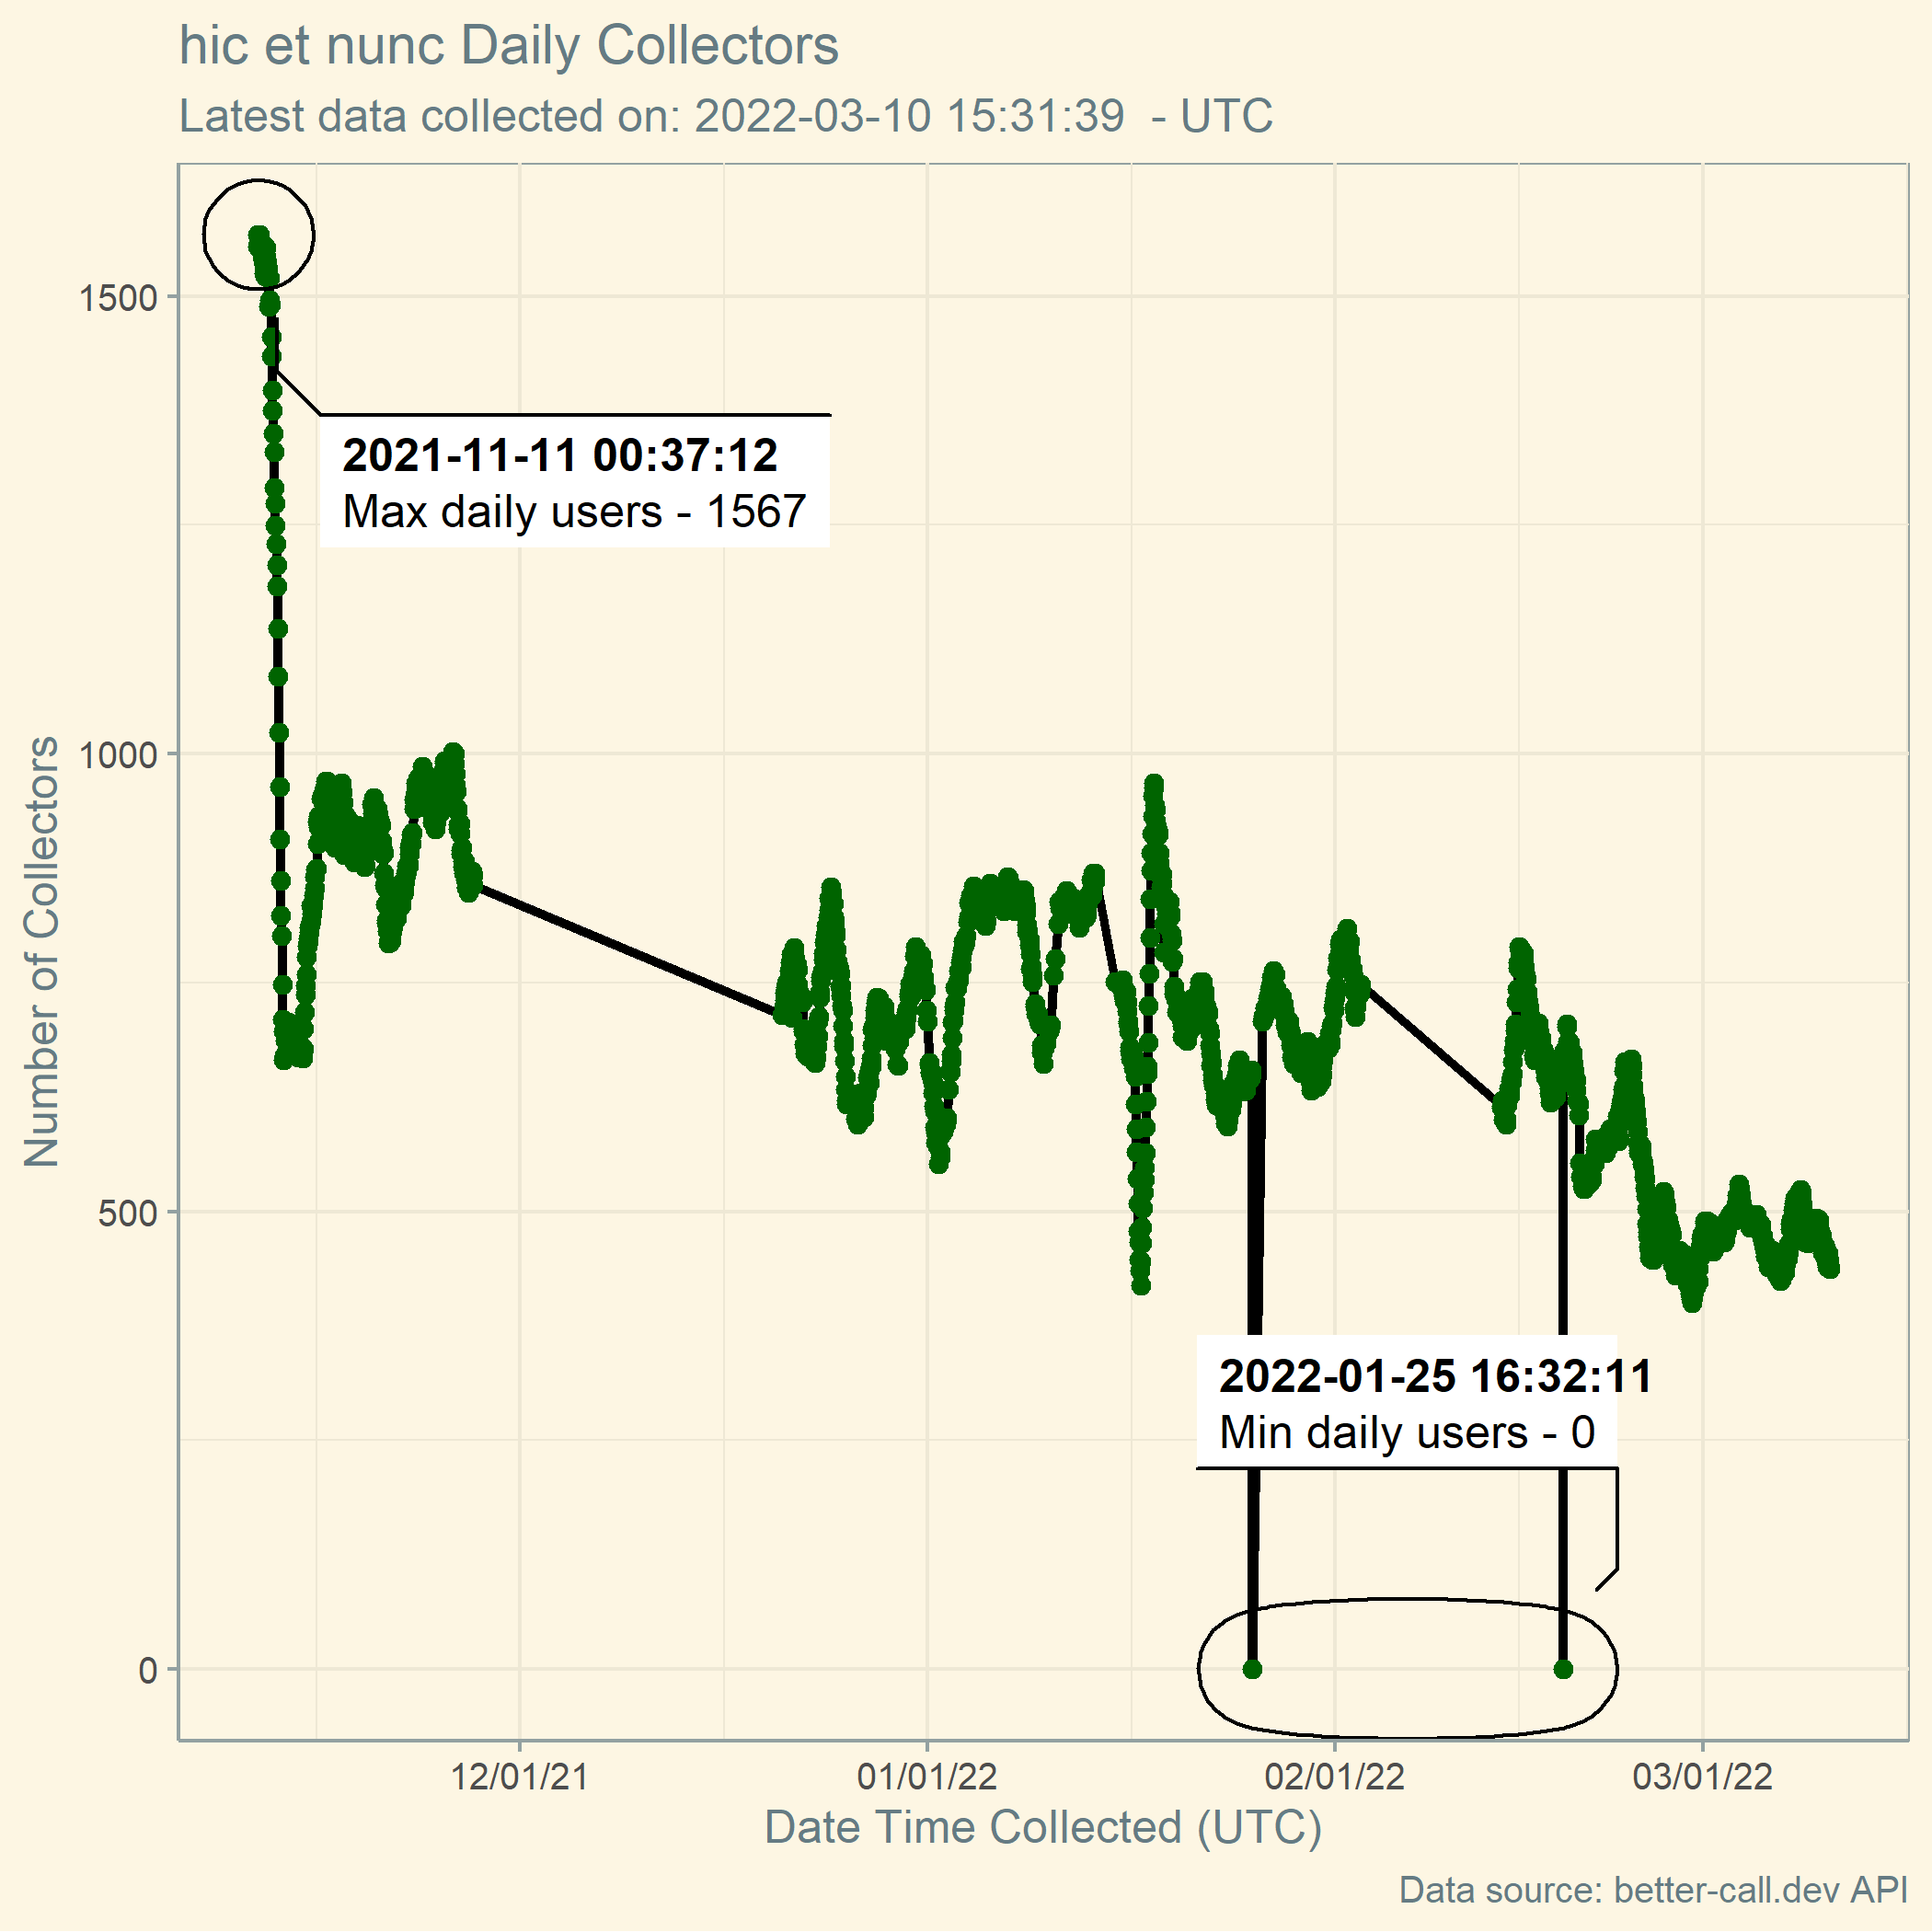 hic et nunc Daily Collectors
Latest data collected on: 2022-03-10 15:31:39  - UTC
1500
1000
500
0
Number of Collectors
2021-11-11 00:37:12
Max daily users - 1567
2022-01-25 16:32:11
Min daily users - 0
12/01/21
01/01/22
02/01/22
03/01/22
Date Time Collected (UTC)
Data source: better-call.dev API